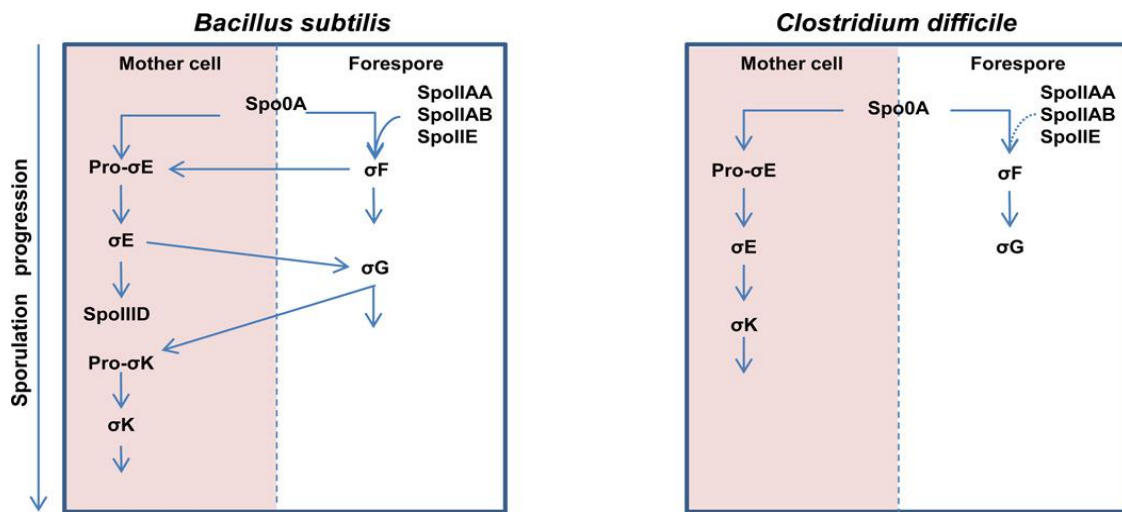 Bacillus subtilis
Sporulation progression
Mother cell
Forespore
Spo0A
SpoIIAA
SpoIIAB
SpoIIE
Pro-σE
σF
σE
σG
SpoIIID
Pro-σK
σK
Clostridium difficile
Mother cell
Forespore
Spo0A
SpoIIAA
SpoIIAB
SpoIIE
Pro-σE
σF
σE
σG
σK